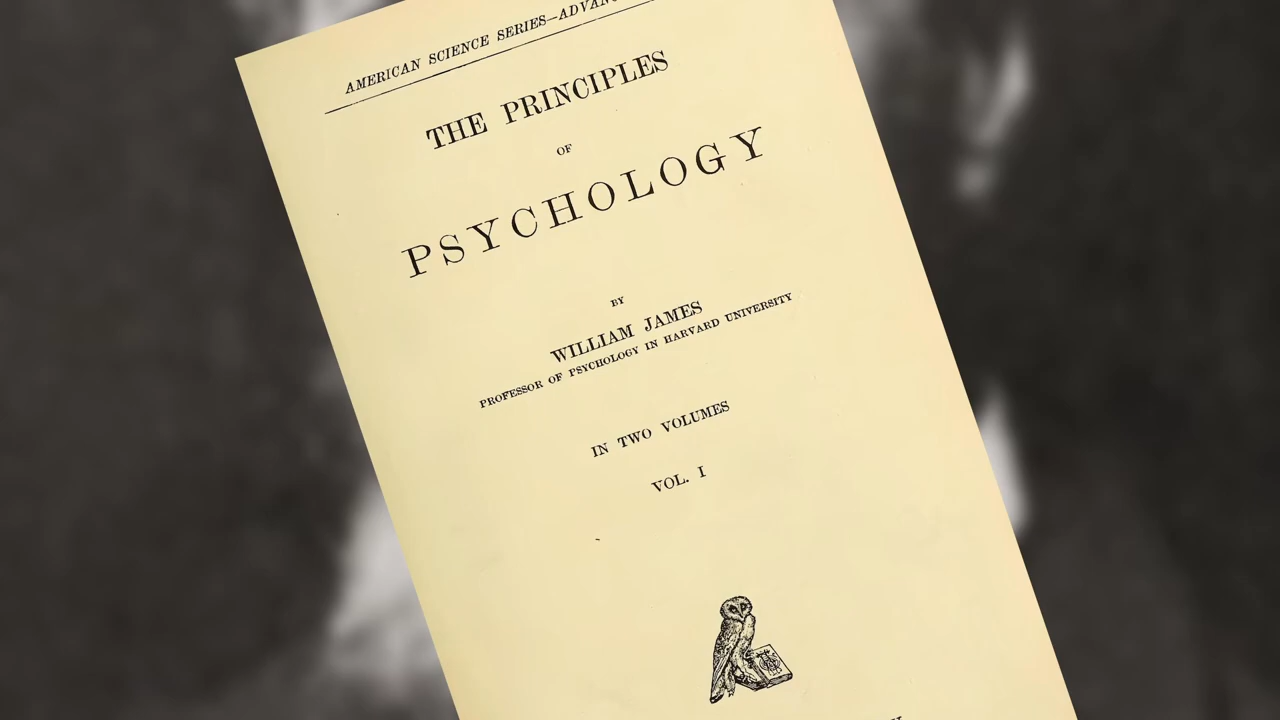 AMERICAN SCIENCE SERIES—
THE PRINCIPLES
OF
PSYCHOLOGY
BY
WILLIAM JAMES
PROFESSOR OF PSYCHOLOGY IN HARVARD UNIVERSITY
IN TWO VOLUMES
VOL. I